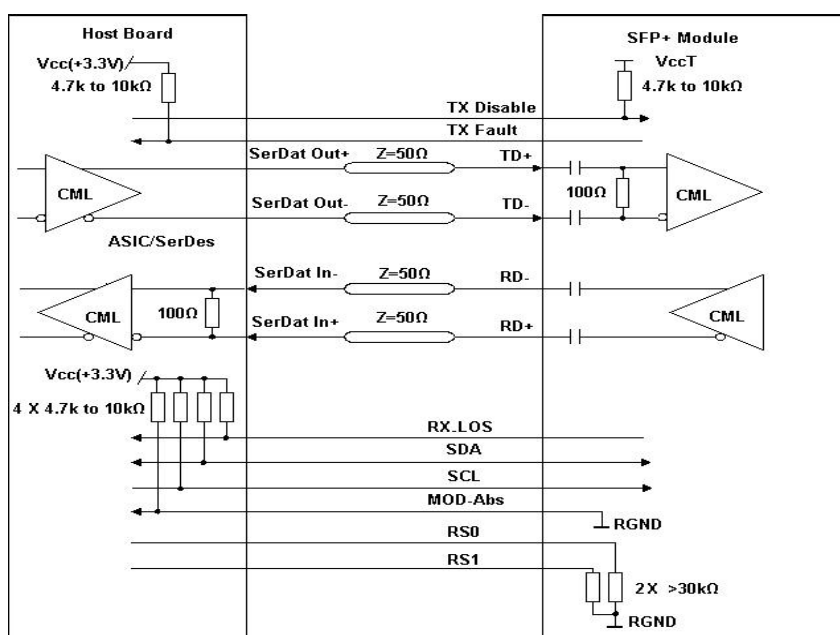 Host Board
SFP+ Module
Vcc(+3.3V)
4.7k to 10kΩ
VccT
4.7k to 10kΩ
TX Disable
TX Fault
SerDat Out+
Z=50Ω
TD+
CML
100Ω
CML
SerDat Out-
Z=50Ω
TD-
ASIC/SerDes
SerDat In-
Z=50Ω
RD-
CML
100Ω
CML
SerDat In+
Z=50Ω
RD+
Vcc(+3.3V)
4 X 4.7k to 10kΩ
RX_LOS
SDA
SCL
MOD-Abs
RGND
RS0
RS1
2X >30kΩ
RGND